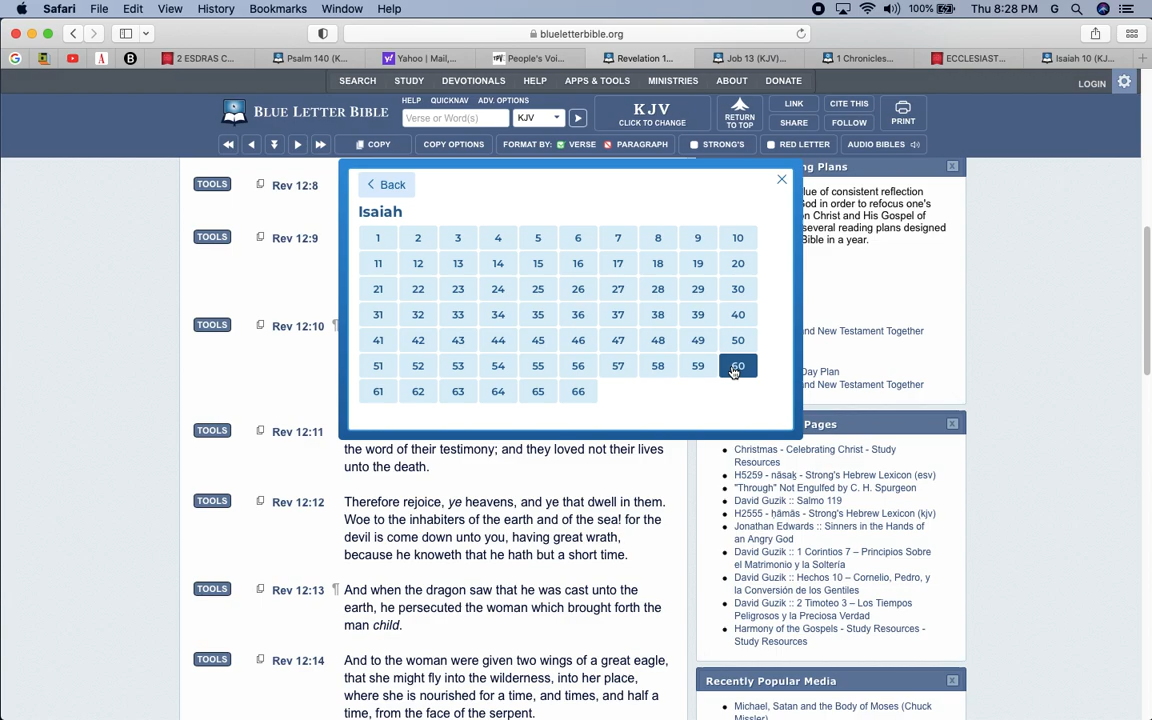 Safari File Edit View History Bookmarks Window Help 100% Thu 8:28 PM G
blueletterbible.org
2 ESDRAS C... Psalm 140 (K... Yahoo | Mail,... People's Voi... Revelation 1... Job 13 (KJV)... 1 Chronicles... ECCLESIAST... Isaiah 10 (KJ...
SEARCH STUDY DEVOTIONALS HELP APPS & TOOLS MINISTRIES ABOUT DONATE LOGIN
BLUE LETTER BIBLE
HELP QUICKNAV ADV. OPTIONS
Verse or Word(s) KJV
KJV
CLICK TO CHANGE
RETURN
TO TOP
LINK CITE THIS
SHARE FOLLOW
PRINT
COPY COPY OPTIONS FORMAT BY: VERSE PARAGRAPH STRONG'S RED LETTER AUDIO BIBLES
TOOLS Rev 12:8
TOOLS Rev 12:9
TOOLS Rev 12:10 ¶
Back
Isaiah
1 2 3 4 5 6 7 8 9 10
11 12 13 14 15 16 17 18 19 20
21 22 23 24 25 26 27 28 29 30
31 32 33 34 35 36 37 38 39 40
41 42 43 44 45 46 47 48 49 50
51 52 53 54 55 56 57 58 59 60
61 62 63 64 65 66
TOOLS Rev 12:11
the word of their testimony; and they loved not their lives
unto the death.
TOOLS Rev 12:12 Therefore rejoice, ye heavens, and ye that dwell in them.
Woe to the inhabiters of the earth and of the sea! for the
devil is come down unto you, having great wrath,
because he knoweth that he hath but a short time.
TOOLS Rev 12:13 ¶ And when the dragon saw that he was cast unto the
earth, he persecuted the woman which brought forth the
man child.
TOOLS Rev 12:14 And to the woman were given two wings of a great eagle,
that she might fly into the wilderness, into her place,
where she is nourished for a time, and times, and half a
time, from the face of the serpent.
ng Plans
lue of consistent reflection
God in order to refocus one's
on Christ and His Gospel of
several reading plans designed
Bible in a year.
nd New Testament Together
Day Plan
nd New Testament Together
Pages
Christmas - Celebrating Christ - Study
Resources
H5259 - nāsaḵ - Strong's Hebrew Lexicon (esv)
"Through" Not Engulfed by C. H. Spurgeon
David Guzik :: Salmo 119
H2555 - ḥāmās - Strong's Hebrew Lexicon (kjv)
Jonathan Edwards :: Sinners in the Hands of
an Angry God
David Guzik :: 1 Corintios 7 – Principios Sobre
el Matrimonio y la Soltería
David Guzik :: Hechos 10 – Cornelio, Pedro, y
la Conversión de los Gentiles
David Guzik :: 2 Timoteo 3 – Los Tiempos
Peligrosos y la Preciosa Verdad
Harmony of the Gospels - Study Resources -
Study Resources
Recently Popular Media
Michael, Satan and the Body of Moses (Chuck
Missler)